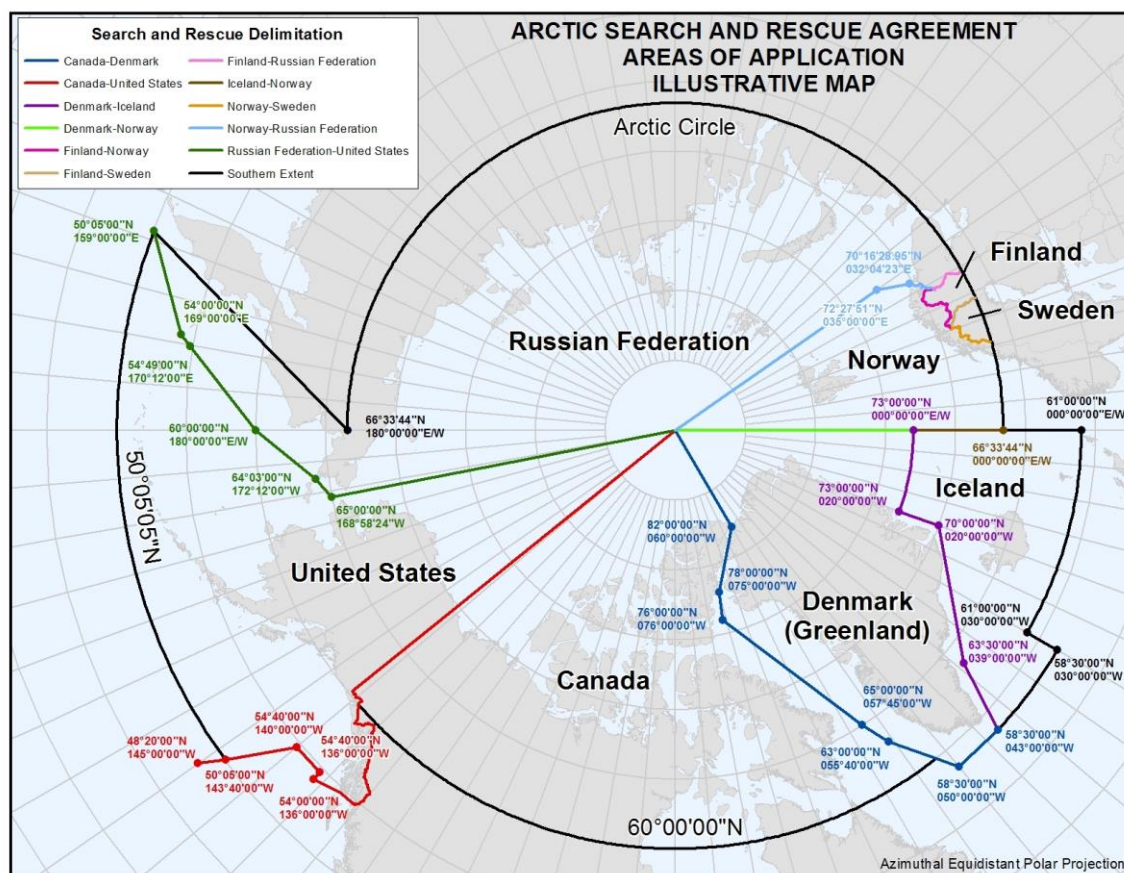 ARCTIC SEARCH AND RESCUE AGREEMENT
AREAS OF APPLICATION
ILLUSTRATIVE MAP
Search and Rescue Delimitation
Canada-Denmark
Canada-United States
Denmark-Iceland
Denmark-Norway
Finland-Norway
Finland-Sweden
Finland-Russian Federation
Iceland-Norway
Norway-Sweden
Norway-Russian Federation
Russian Federation-United States
Southern Extent
Arctic Circle
50°05'00"N
159°00'00"E
54°00'00"N
169°00'00"E
54°49'00"N
170°12'00"E
60°00'00"N
180°00'00"E/W
64°03'00"N
172°12'00"W
65°00'00"N
168°58'24"W
66°33'44"N
180°00'00"E/W
70°16'28.95"N
032°04'23"E
72°27'51"N
035°00'00"E
Finland
Sweden
Norway
Russian Federation
73°00'00"N
000°00'00"E/W
61°00'00"N
000°00'00"E/W
66°33'44"N
000°00'00"E/W
Iceland
73°00'00"N
020°00'00"W
70°00'00"N
020°00'00"W
82°00'00"N
060°00'00"W
78°00'00"N
075°00'00"W
76°00'00"N
076°00'00"W
Denmark
(Greenland)
61°00'00"N
030°00'00"W
63°30'00"N
039°00'00"W
58°30'00"N
030°00'00"W
50°05'05"N
United States
Canada
65°00'00"N
057°45'00"W
63°00'00"N
055°40'00"W
58°30'00"N
043°00'00"W
58°30'00"N
050°00'00"W
54°40'00"N
140°00'00"W
54°40'00"N
136°00'00"W
48°20'00"N
145°00'00"W
50°05'00"N
143°40'00"W
54°00'00"N
136°00'00"W
60°00'00"N
Azimuthal Equidistant Polar Projection